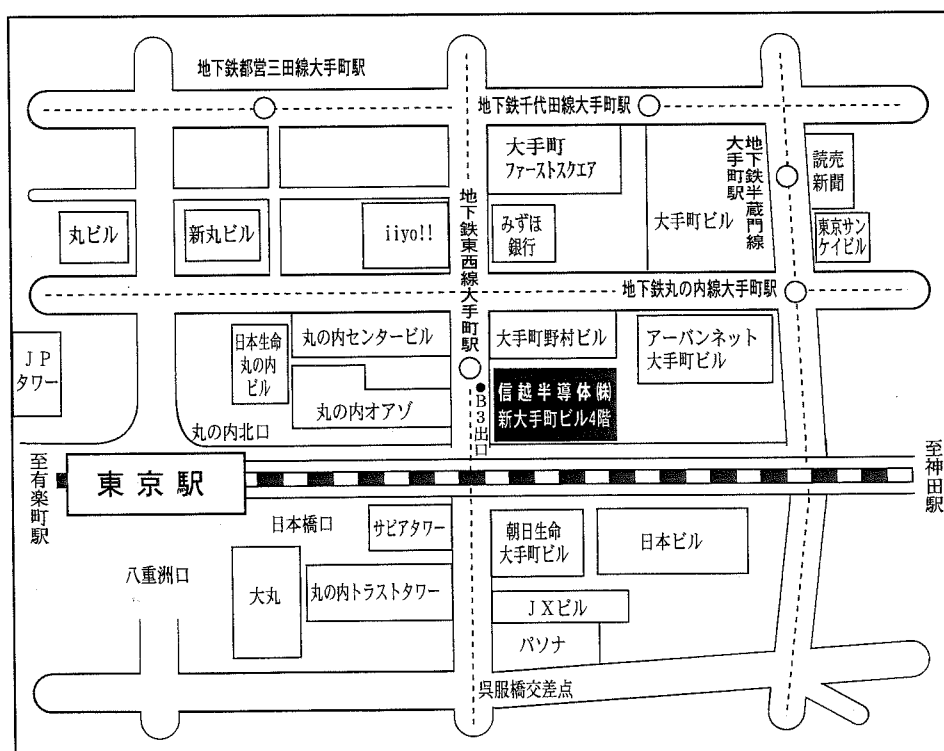 地下鉄都営三田線大手町駅
地下鉄千代田線大手町駅
大手町
ファーストスクエア
地下鉄半蔵門線
大手町駅
読売
新聞
丸ビル
新丸ビル
iiyo!!
地下鉄東西線大手町駅
みずほ
銀行
大手町ビル
東京サン
ケイビル
地下鉄丸の内線大手町駅
JP
タワー
日本生命
丸の内
ビル
丸の内センタービル
大手町野村ビル
アーバンネット
大手町ビル
丸の内オアゾ
B3出口
信越半導体㈱
新大手町ビル4階
丸の内北口
至有楽町駅
東京駅
至神田駅
日本橋口
サピアタワー
朝日生命
大手町ビル
日本ビル
八重洲口
大丸
丸の内トラストタワー
JXビル
パソナ
呉服橋交差点